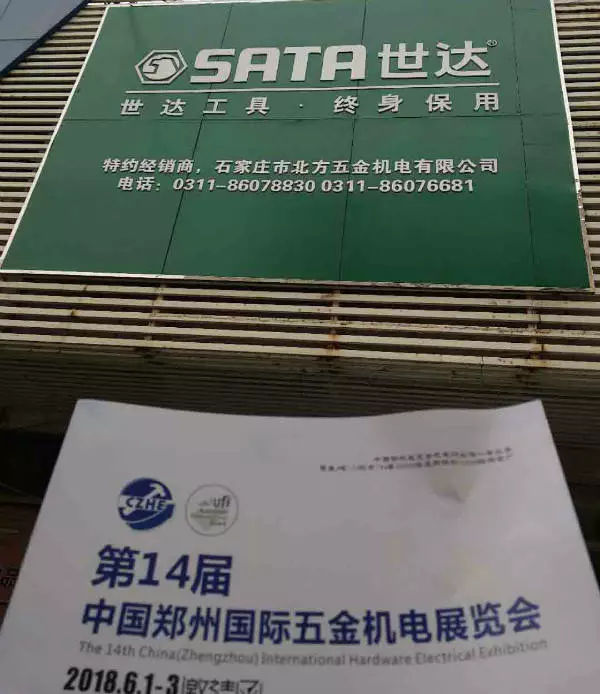 SATA世达®
世达工具·终身保用
特约经销商，石家庄市北方五金机电有限公司
电话：0311-86078830 0311-86076681
CZHE
ufi
第14届
中国郑州国际五金机电展览会
The 14th China(Zhengzhou) International Hardware Electrical Exhibition
2018.6.1-3
品